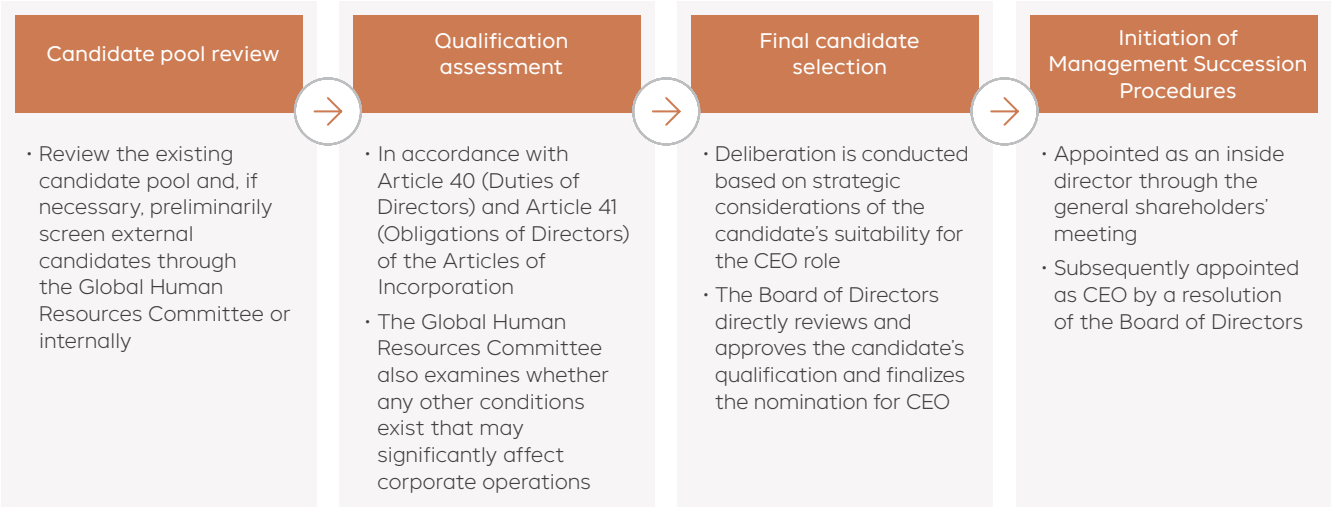 Candidate pool review
• Review the existing
candidate pool and, if
necessary, preliminarily
screen external
candidates through
the Global Human
Resources Committee or
internally
Qualification
assessment
• In accordance with
Article 40 (Duties of
Directors) and Article 41
(Obligations of Directors)
of the Articles of
Incorporation
• The Global Human
Resources Committee
also examines whether
any other conditions
exist that may
significantly affect
corporate operations
Final candidate
selection
• Deliberation is conducted
based on strategic
considerations of the
candidate’s suitability for
the CEO role
• The Board of Directors
directly reviews and
approves the candidate’s
qualification and finalizes
the nomination for CEO
Initiation of
Management Succession
Procedures
• Appointed as an inside
director through the
general shareholders’
meeting
• Subsequently appointed
as CEO by a resolution
of the Board of Directors